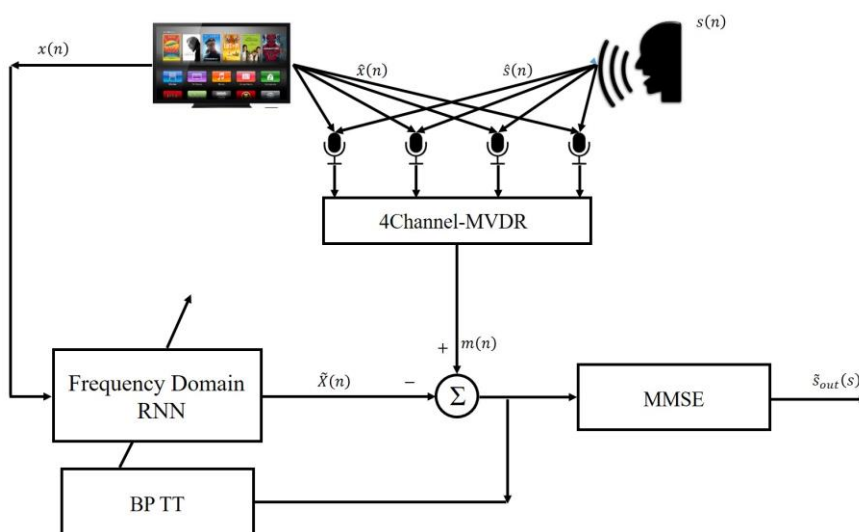 s(n)
x(n)
x̂(n)
ŝ(n)
4Channel-MVDR
+
m(n)
Frequency Domain
RNN
X̃(n)
−
Σ
MMSE
s̃out(s)
BP TT